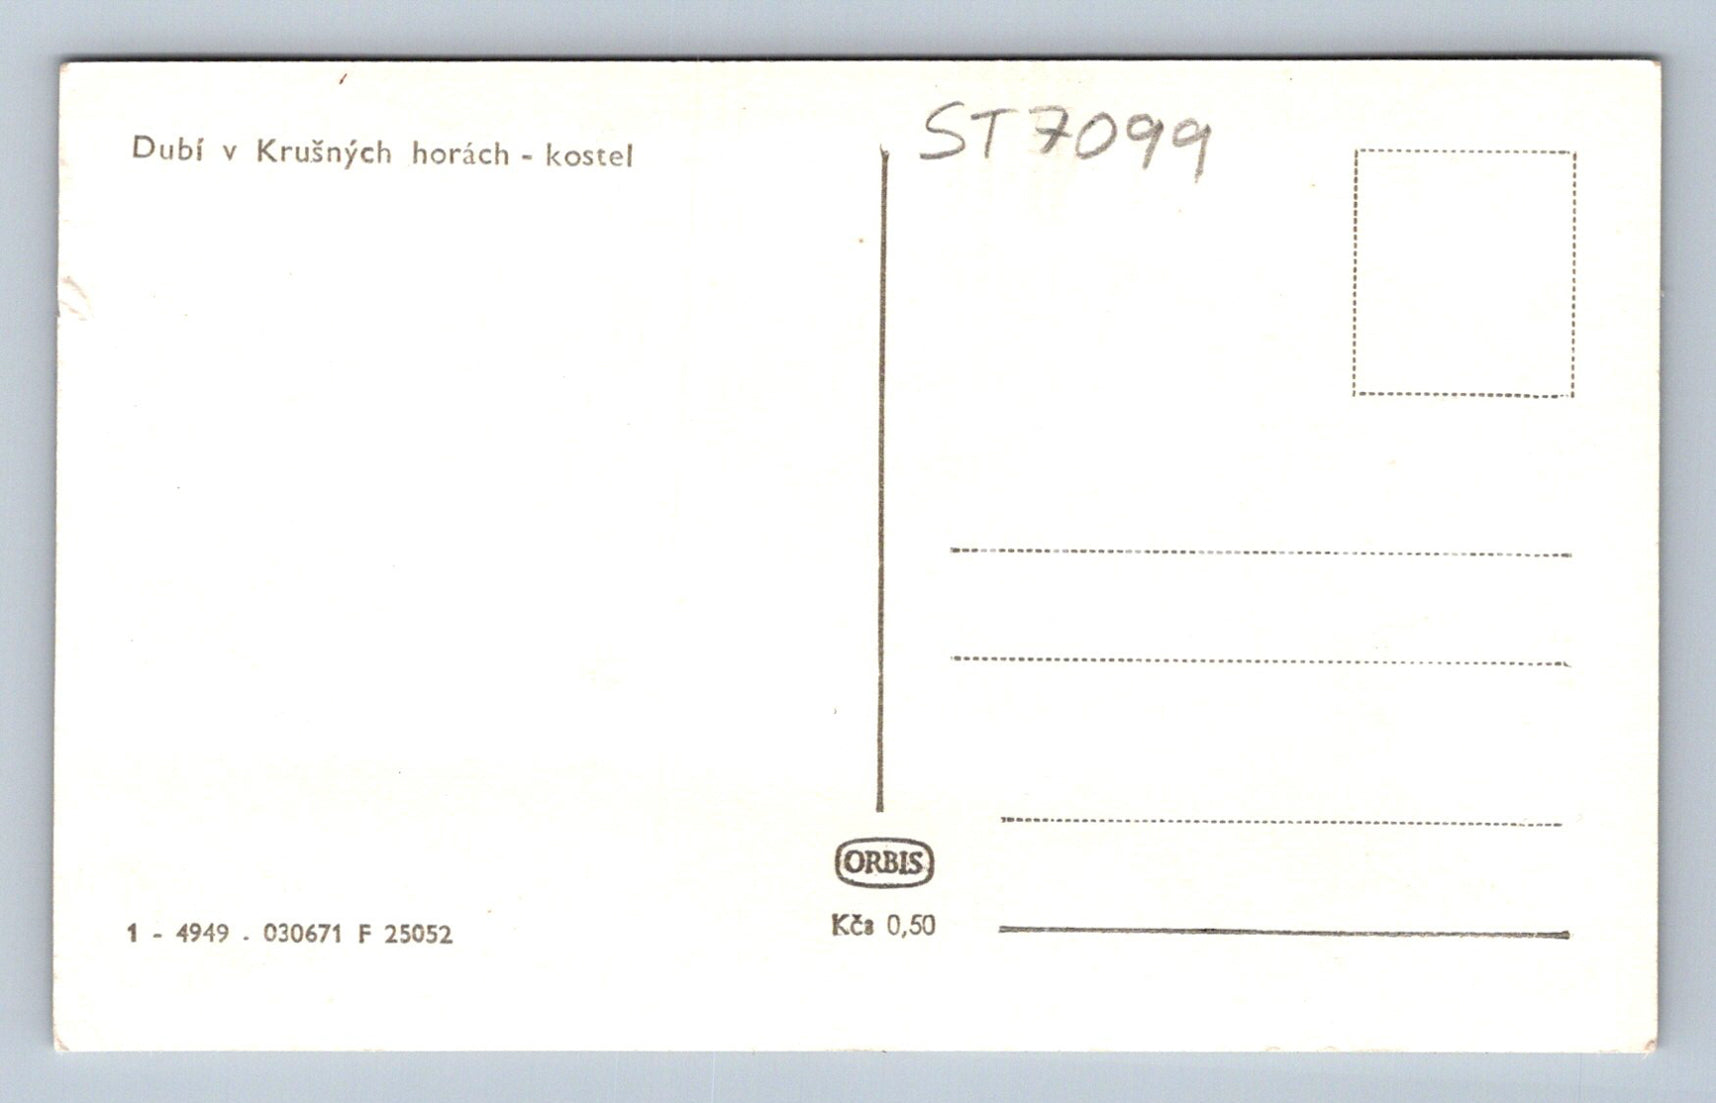 Dubí v Krušných horách - kostel
ST7099
ORBIS
Kčs 0,50
1 - 4949 . 030671 F 25052